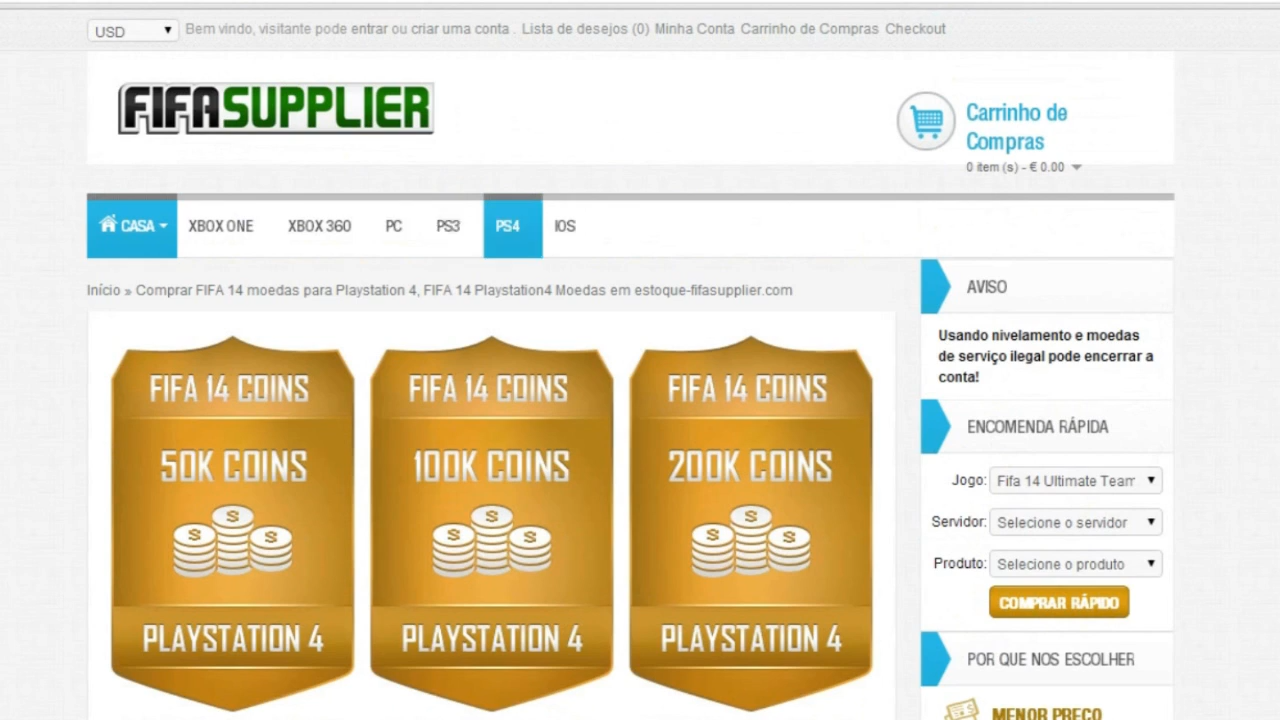 USD
Bem vindo, visitante pode entrar ou criar uma conta . Lista de desejos (0) Minha Conta Carrinho de Compras Checkout
FIFASUPPLIER
Carrinho de
Compras
0 item (s) - € 0.00
CASA XBOX ONE XBOX 360 PC PS3 PS4 IOS
Início » Comprar FIFA 14 moedas para Playstation 4, FIFA 14 Playstation4 Moedas em estoque-fifasupplier.com
FIFA 14 COINS
50K COINS
PLAYSTATION 4
FIFA 14 COINS
100K COINS
PLAYSTATION 4
FIFA 14 COINS
200K COINS
PLAYSTATION 4
AVISO
Usando nivelamento e moedas
de serviço ilegal pode encerrar a
conta!
ENCOMENDA RÁPIDA
Jogo: Fifa 14 Ultimate Team
Servidor: Selecione o servidor
Produto: Selecione o produto
COMPRAR RÁPIDO
POR QUE NOS ESCOLHER
MENOR PREÇO